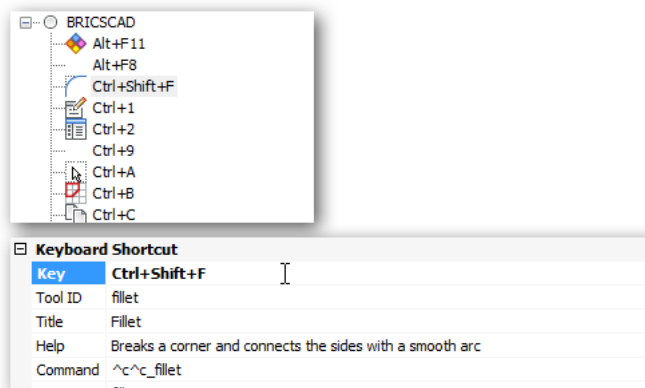 BRICSCAD
Alt+F11
Alt+F8
Ctrl+Shift+F
Ctrl+1
Ctrl+2
Ctrl+9
Ctrl+A
Ctrl+B
Ctrl+C
Keyboard Shortcut
Key Ctrl+Shift+F
Tool ID fillet
Title Fillet
Help Breaks a corner and connects the sides with a smooth arc
Command ^c^c_fillet